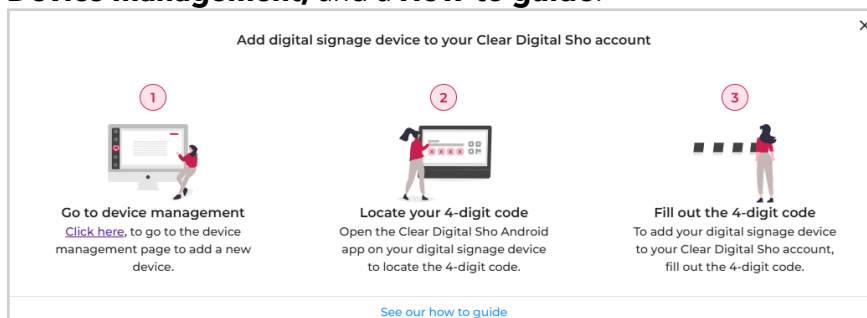 Device management, and a How to guide.
Add digital signage device to your Clear Digital Sho account
1
2
3
Go to device management
Click here, to go to the device
management page to add a new
device.
Locate your 4-digit code
Open the Clear Digital Sho Android
app on your digital signage device
to locate the 4-digit code.
Fill out the 4-digit code
To add your digital signage device
to your Clear Digital Sho account,
fill out the 4-digit code.
See our how to guide